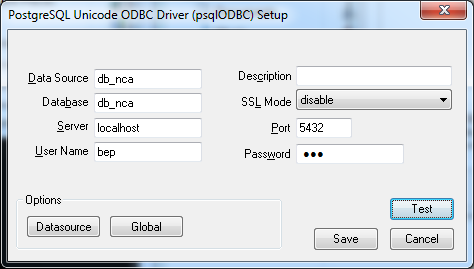 PostgreSQL Unicode ODBC Driver (psqlODBC) Setup
Data Source db_nca Description
Database db_nca SSL Mode disable
Server localhost Port 5432
User Name bep Password •••
Options
Datasource Global Test
Save Cancel